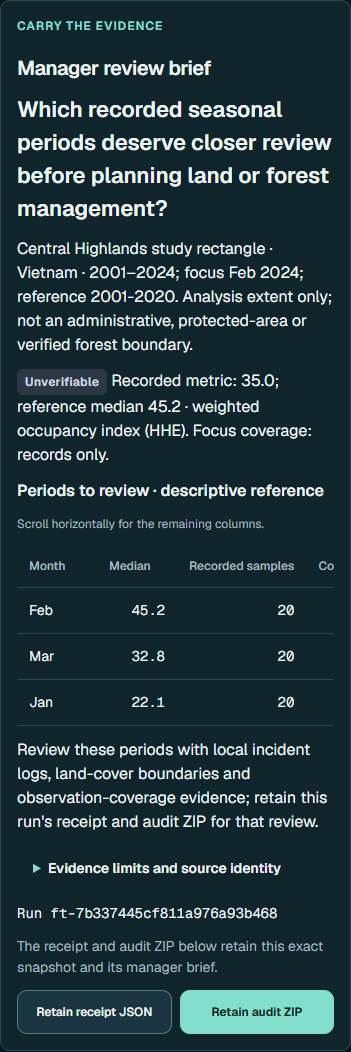 CARRY THE EVIDENCE
Manager review brief
Which recorded seasonal
periods deserve closer review
before planning land or forest
management?
Central Highlands study rectangle ·
Vietnam · 2001–2024; focus Feb 2024;
reference 2001-2020. Analysis extent only;
not an administrative, protected-area or
verified forest boundary.
Unverifiable Recorded metric: 35.0;
reference median 45.2 · weighted
occupancy index (HHE). Focus coverage:
records only.
Periods to review · descriptive reference
Scroll horizontally for the remaining columns.
Month Median Recorded samples Co
Feb 45.2 20
Mar 32.8 20
Jan 22.1 20
Review these periods with local incident
logs, land-cover boundaries and
observation-coverage evidence; retain this
run's receipt and audit ZIP for that review.
Evidence limits and source identity
Run ft-7b337445cf811a976a93b468
The receipt and audit ZIP below retain this exact
snapshot and its manager brief.
Retain receipt JSON Retain audit ZIP